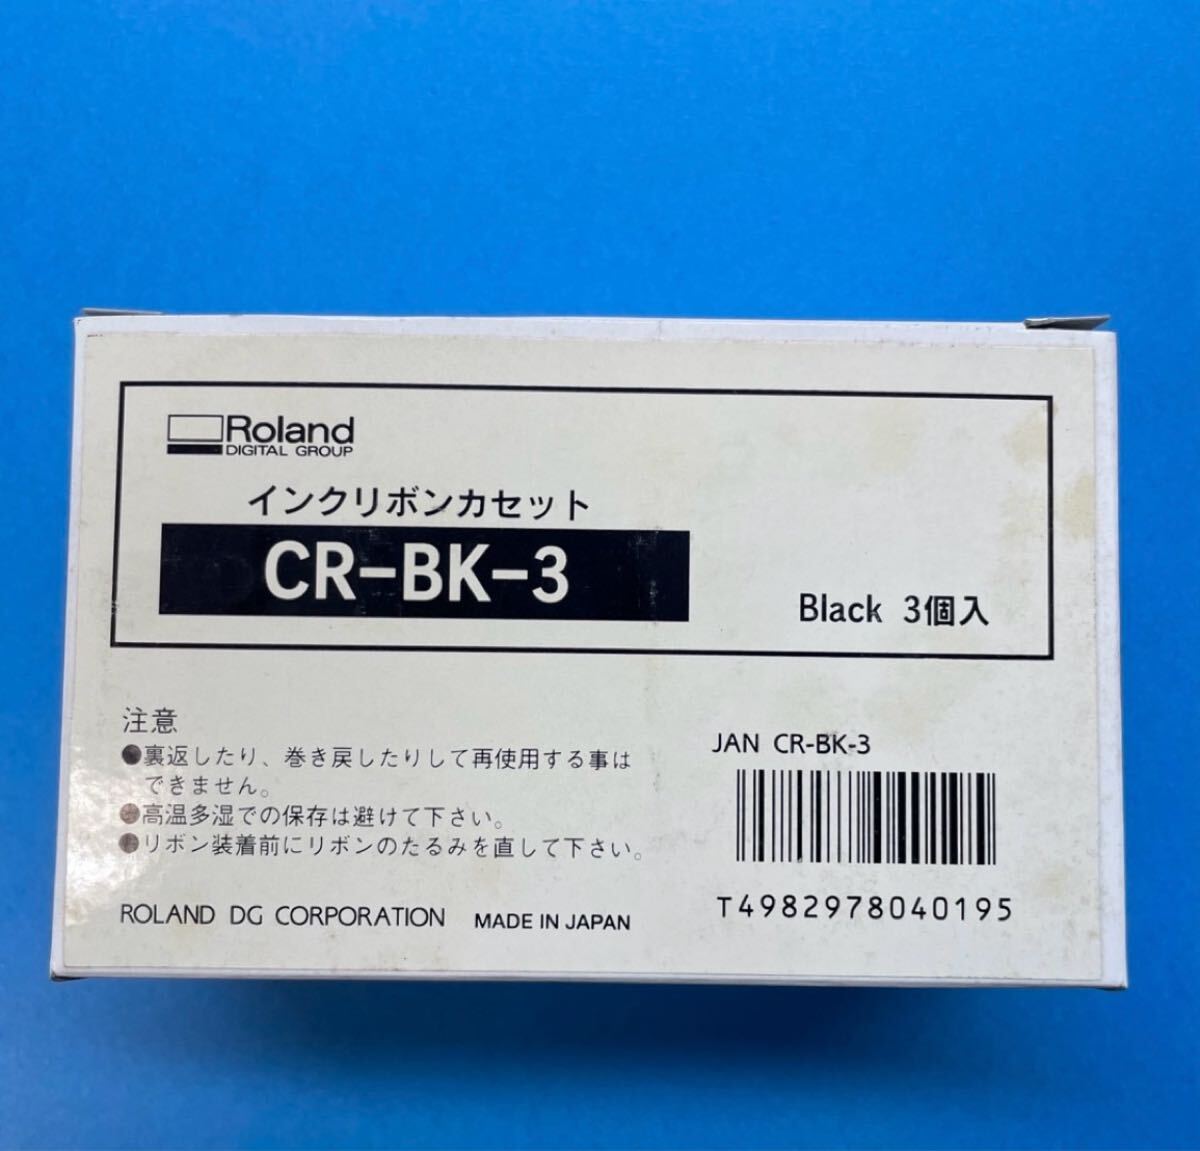 Roland
DIGITAL GROUP
インクリボンカセット
CR-BK-3
Black 3個入
注意
●裏返したり、巻き戻したりして再使用する事は
できません。
●高温多湿での保存は避けて下さい。
●リボン装着前にリボンのたるみを直して下さい。
JAN CR-BK-3
T4982978040195
ROLAND DG CORPORATION MADE IN JAPAN